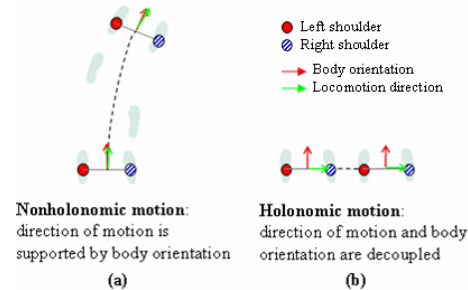 Left shoulder
Right shoulder
Body orientation
Locomotion direction
Nonholonomic motion:
direction of motion is
supported by body orientation
(a)
Holonomic motion:
direction of motion and body
orientation are decoupled
(b)